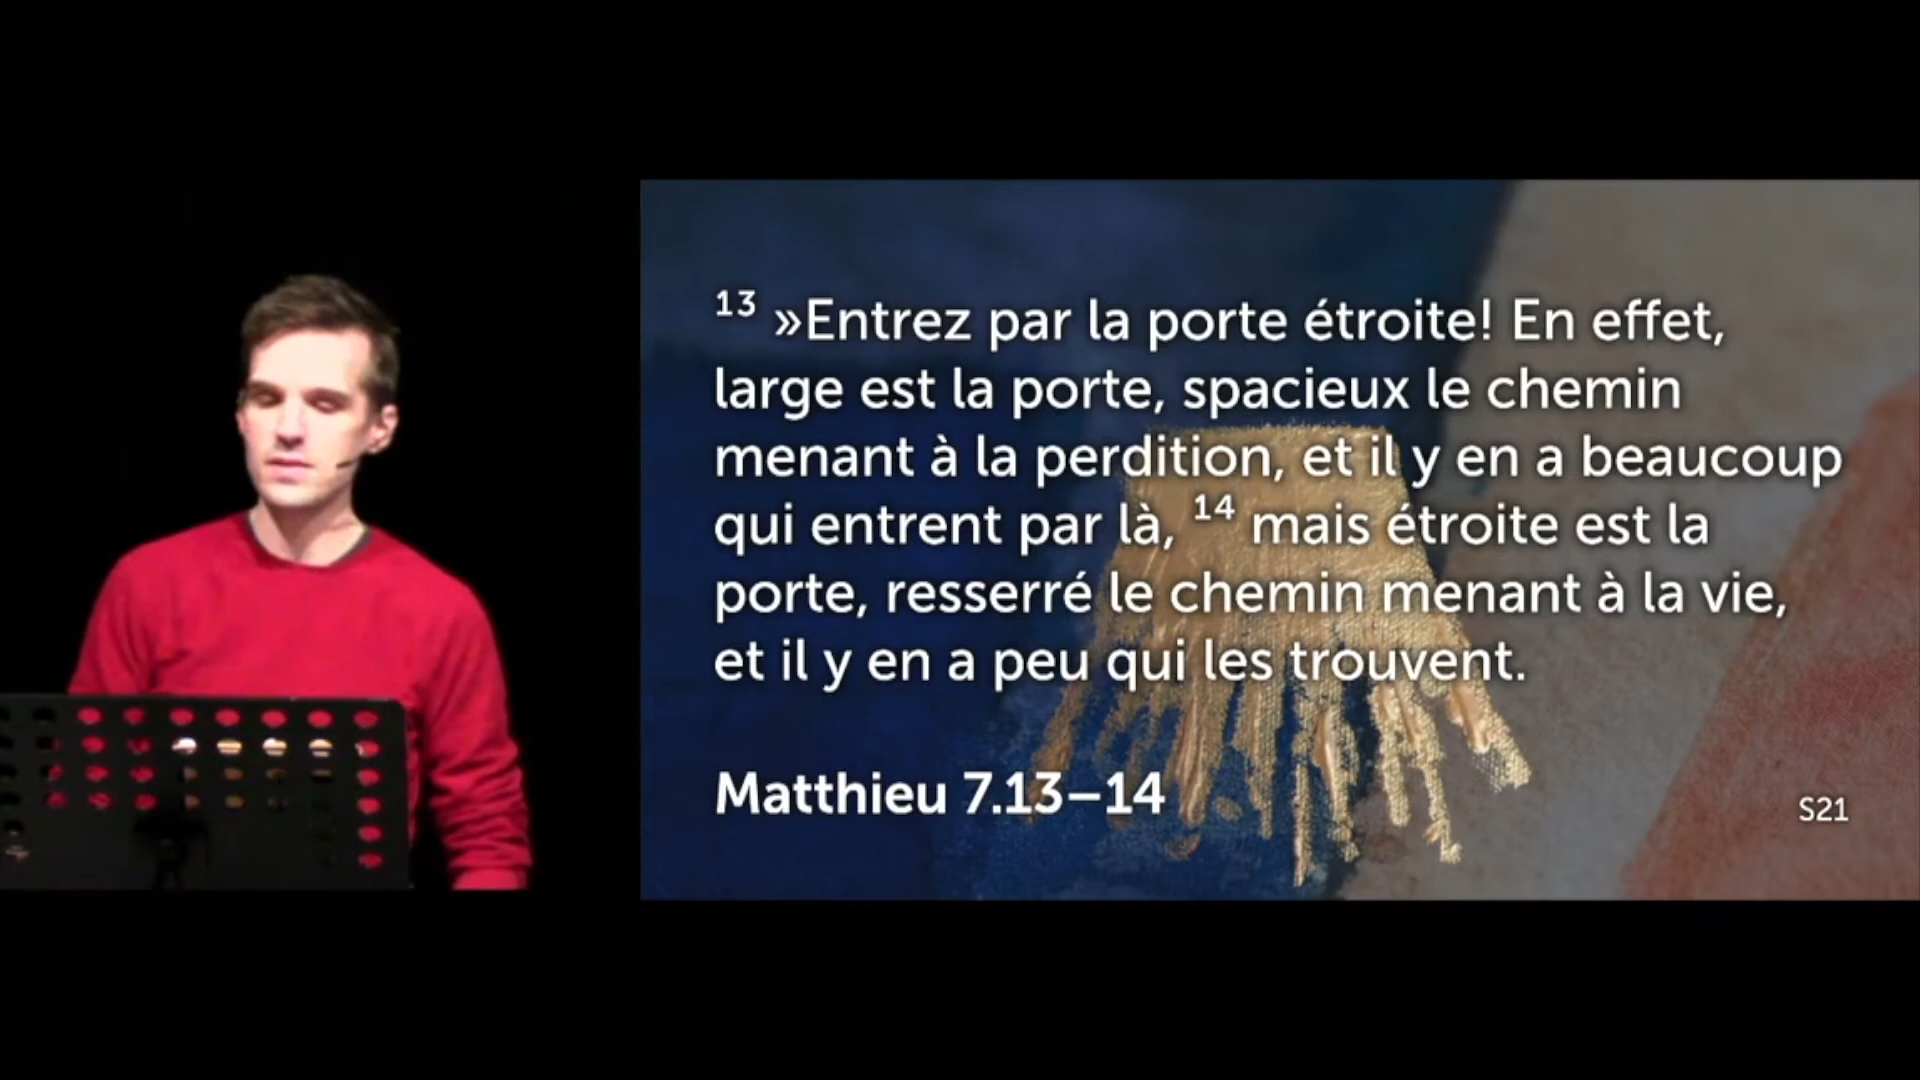 13 »Entrez par la porte étroite! En effet,
large est la porte, spacieux le chemin
menant à la perdition, et il y en a beaucoup
qui entrent par là, 14 mais étroite est la
porte, resserré le chemin menant à la vie,
et il y en a peu qui les trouvent.
Matthieu 7.13–14
S21